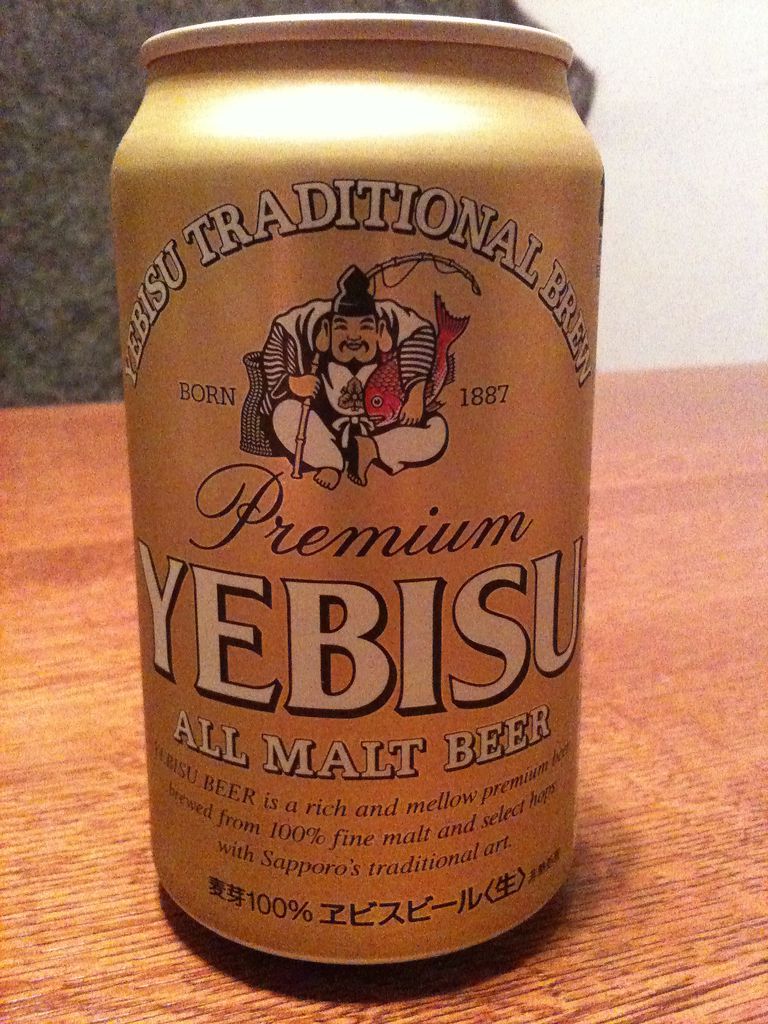 YEBISU TRADITIONAL BREW
BORN 1887
Premium
YEBISU
ALL MALT BEER
YEBISU BEER is a rich and mellow premium beer
brewed from 100% fine malt and select hops
with Sapporo's traditional art.
麦芽100% ヱビスビール〈生〉